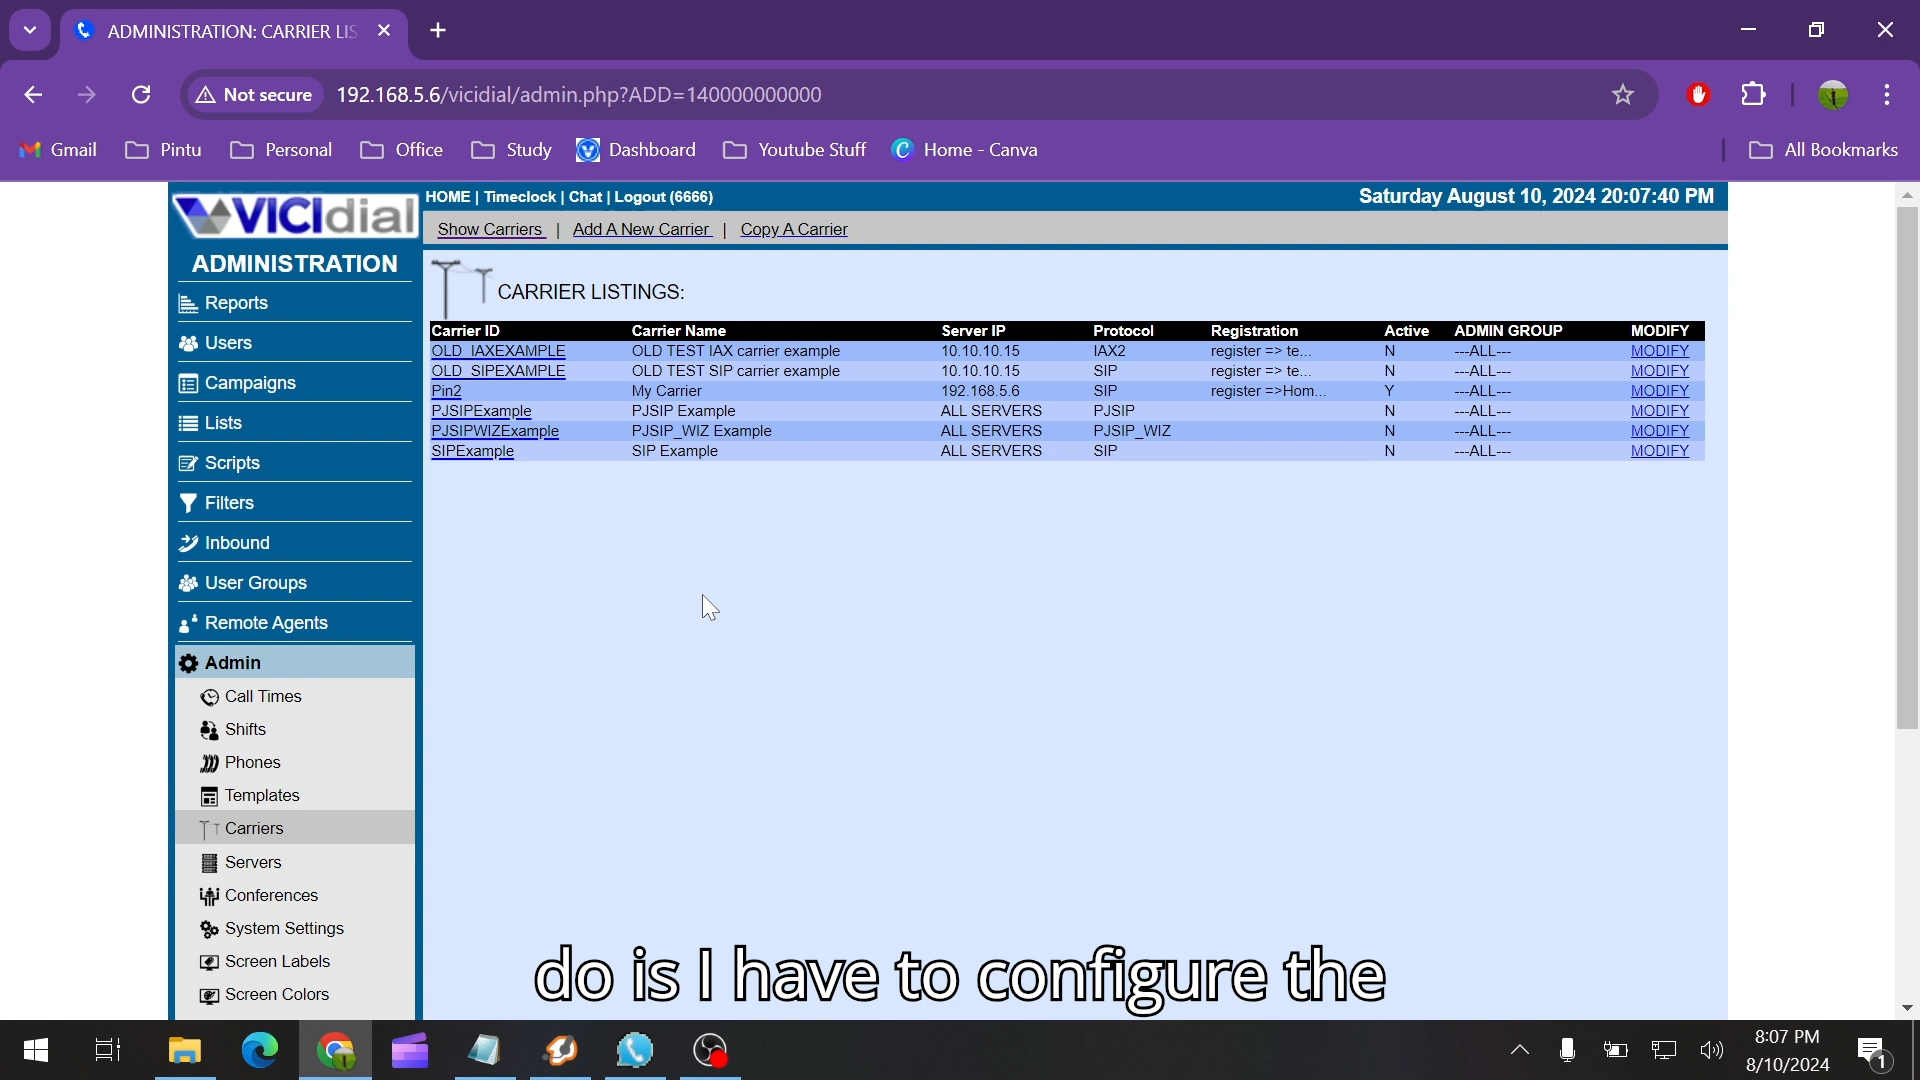 ADMINISTRATION: CARRIER LIS
Not secure
192.168.5.6/vicidial/admin.php?ADD=140000000000
Gmail
Pintu
Personal
Office
Study
Dashboard
Youtube Stuff
Home - Canva
All Bookmarks
VICIdial
HOME | Timeclock | Chat | Logout (6666)
Saturday August 10, 2024 20:07:40 PM
Show Carriers | Add A New Carrier | Copy A Carrier
ADMINISTRATION
Reports
Users
Campaigns
Lists
Scripts
Filters
Inbound
User Groups
Remote Agents
Admin
Call Times
Shifts
Phones
Templates
Carriers
Servers
Conferences
System Settings
Screen Labels
Screen Colors
CARRIER LISTINGS:
Carrier ID Carrier Name Server IP Protocol Registration Active ADMIN GROUP MODIFY
OLD_IAXEXAMPLE OLD TEST IAX carrier example 10.10.10.15 IAX2 register => te... N ---ALL--- MODIFY
OLD_SIPEXAMPLE OLD TEST SIP carrier example 10.10.10.15 SIP register => te... N ---ALL--- MODIFY
Pin2 My Carrier 192.168.5.6 SIP register =>Hom... Y ---ALL--- MODIFY
PJSIPExample PJSIP Example ALL SERVERS PJSIP N ---ALL--- MODIFY
PJSIPWIZExample PJSIP_WIZ Example ALL SERVERS PJSIP_WIZ N ---ALL--- MODIFY
SIPExample SIP Example ALL SERVERS SIP N ---ALL--- MODIFY
do is I have to configure the
8:07 PM
8/10/2024
1